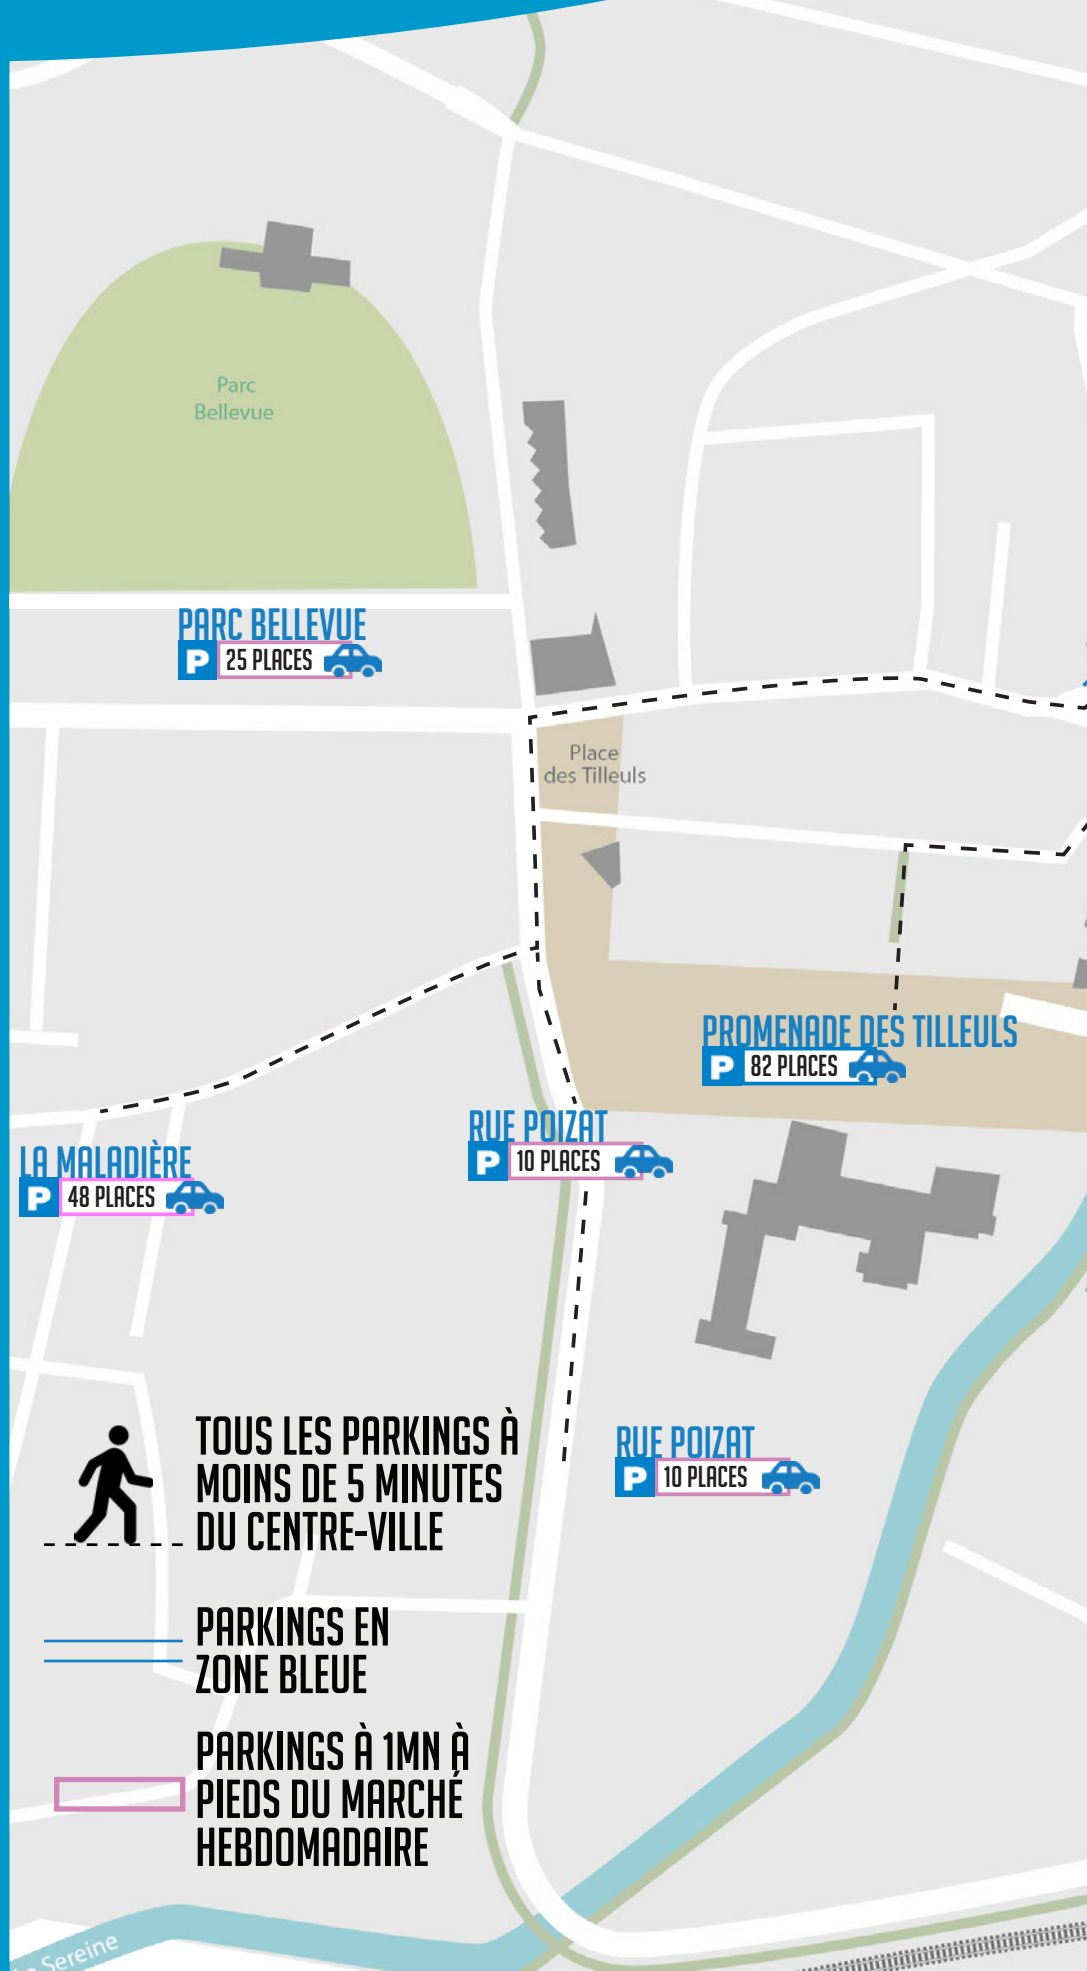 Parc
Bellevue
PARC BELLEVUE
P 25 PLACES
Place
des Tilleuls
PROMENADE DES TILLEULS
P 82 PLACES
RUE POIZAT
P 10 PLACES
LA MALADIÈRE
P 48 PLACES
RUE POIZAT
P 10 PLACES
TOUS LES PARKINGS À
MOINS DE 5 MINUTES
DU CENTRE-VILLE
PARKINGS EN
ZONE BLEUE
PARKINGS À 1MN À
PIEDS DU MARCHÉ
HEBDOMADAIRE
Sereine